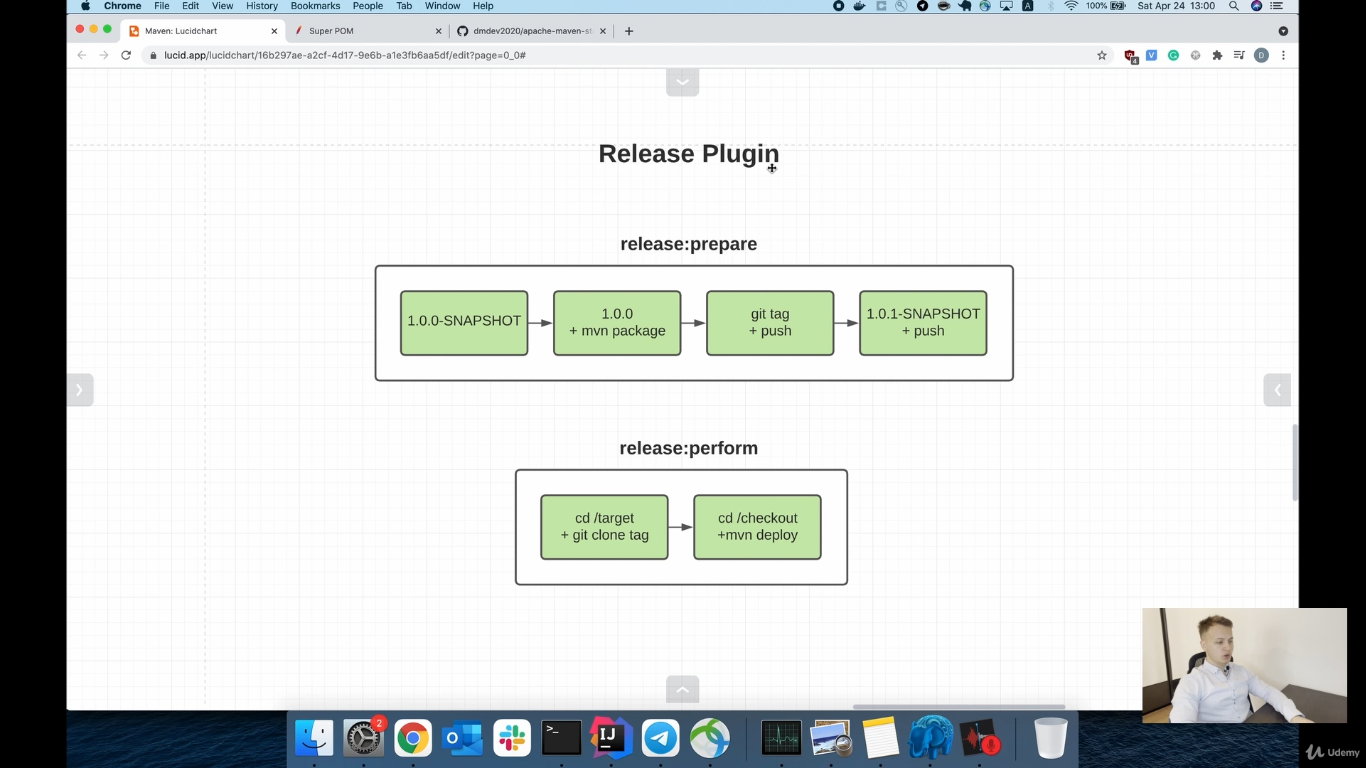 Chrome File Edit View History Bookmarks People Tab Window Help
100% Sat Apr 24 13:00
Maven: Lucidchart
Super POM
dmdev2020/apache-maven-st
lucid.app/lucidchart/16b297ae-a2cf-4d17-9e6b-a1e3fb6aa5df/edit?page=0_0#
Release Plugin
release:prepare
1.0.0-SNAPSHOT
1.0.0
+ mvn package
git tag
+ push
1.0.1-SNAPSHOT
+ push
release:perform
cd /target
+ git clone tag
cd /checkout
+mvn deploy
2
Udemy